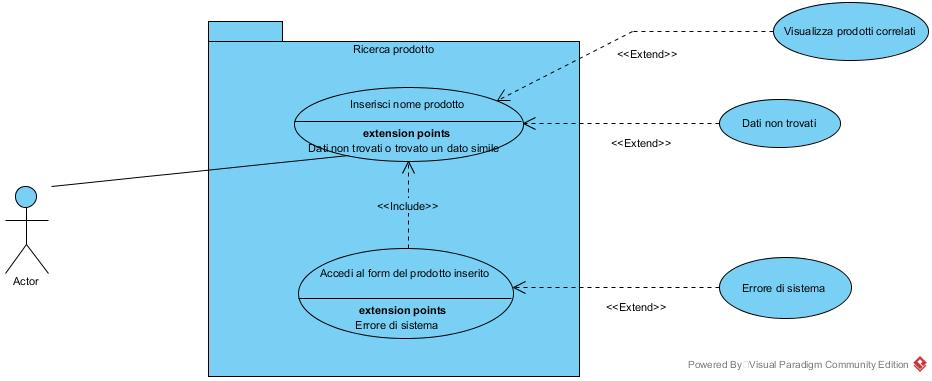 Visualizza prodotti correlati
Ricerca prodotto
<<Extend>>
Inserisci nome prodotto
Dati non trovati
extension points
<<Extend>>
Dati non trovati o trovato un dato simile
<<Include>>
Actor
Accedi al form del prodotto inserito
Errore di sistema
<<Extend>>
extension points
Errore di sistema
Powered By Visual Paradigm Community Edition